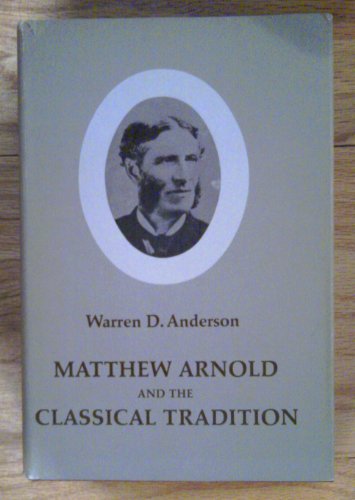 Warren D. Anderson
MATTHEW ARNOLD
AND THE
CLASSICAL TRADITION